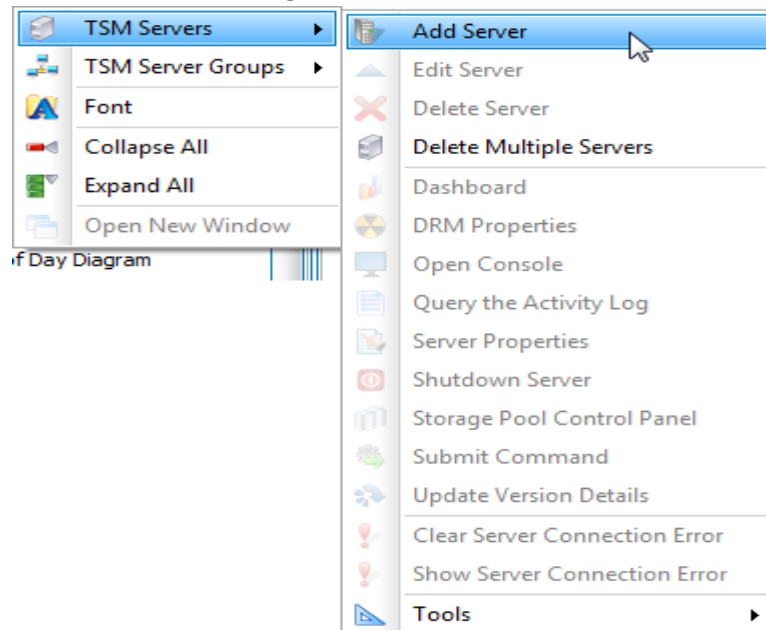 TSM Servers
TSM Server Groups
Font
Collapse All
Expand All
Open New Window
f Day Diagram
Add Server
Edit Server
Delete Server
Delete Multiple Servers
Dashboard
DRM Properties
Open Console
Query the Activity Log
Server Properties
Shutdown Server
Storage Pool Control Panel
Submit Command
Update Version Details
Clear Server Connection Error
Show Server Connection Error
Tools